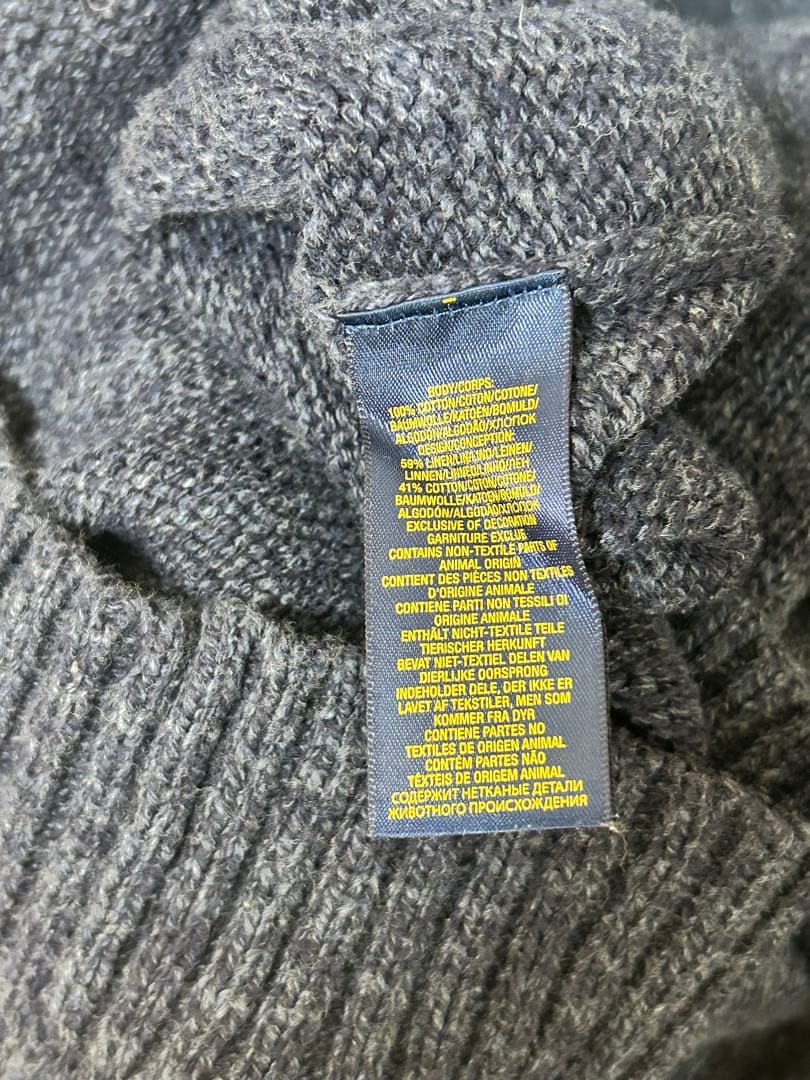 BODY/CORPS:
100% COTTON/COTON/COTONE/
BAUMWOLLE/KATOEN/BOMULD/
ALGODÓN/ALGODÃO/ХЛОПОК
DESIGN/CONCEPTION:
59% LINEN/LIN/LINO/LEINEN/
LINNEN/LINNED/LINHO/ЛЕН
41% COTTON/COTON/COTONE/
BAUMWOLLE/KATOEN/BOMULD/
ALGODÓN/ALGODÃO/ХЛОПОК
EXCLUSIVE OF DECORATION
GARNITURE EXCLUE
CONTAINS NON-TEXTILE PARTS OF
ANIMAL ORIGIN
CONTIENT DES PIÈCES NON TEXTILES
D'ORIGINE ANIMALE
CONTIENE PARTI NON TESSILI DI
ORIGINE ANIMALE
ENTHÄLT NICHT-TEXTILE TEILE
TIERISCHER HERKUNFT
BEVAT NIET-TEXTIEL DELEN VAN
DIERLIJKE OORSPRONG
INDEHOLDER DELE, DER IKKE ER
LAVET AF TEKSTILER, MEN SOM
KOMMER FRA DYR
CONTIENE PARTES NO
TEXTILES DE ORIGEN ANIMAL
CONTÉM PARTES NÃO
TÊXTEIS DE ORIGEM ANIMAL
СОДЕРЖИТ НЕТКАНЫЕ ДЕТАЛИ
ЖИВОТНОГО ПРОИСХОЖДЕНИЯ